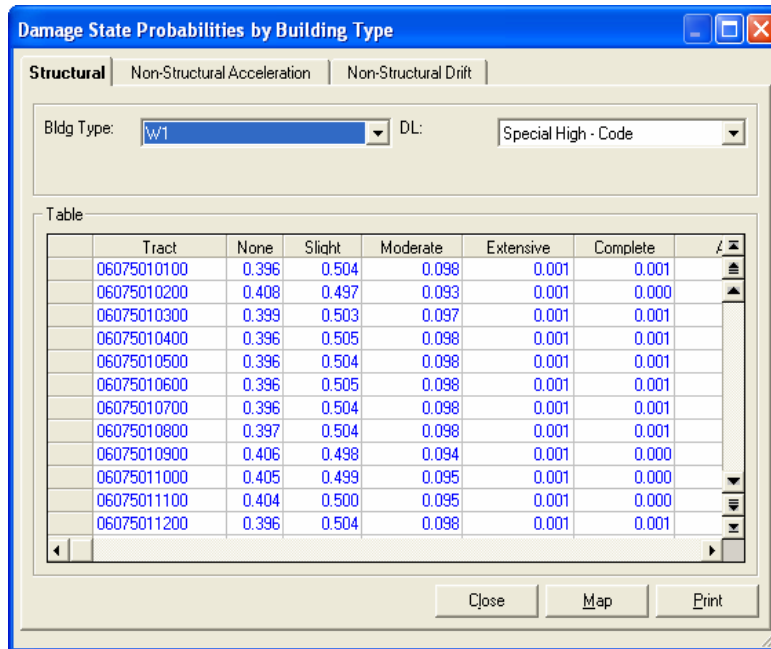 Damage State Probabilities by Building Type
Structural Non-Structural Acceleration Non-Structural Drift
Bldg Type: W1 DL: Special High - Code
Table
Tract None Slight Moderate Extensive Complete
06075010100 0.396 0.504 0.098 0.001 0.001
06075010200 0.408 0.497 0.093 0.001 0.000
06075010300 0.399 0.503 0.097 0.001 0.001
06075010400 0.396 0.505 0.098 0.001 0.001
06075010500 0.396 0.504 0.098 0.001 0.001
06075010600 0.396 0.505 0.098 0.001 0.001
06075010700 0.396 0.504 0.098 0.001 0.001
06075010800 0.397 0.504 0.098 0.001 0.001
06075010900 0.406 0.498 0.094 0.001 0.000
06075011000 0.405 0.499 0.095 0.001 0.000
06075011100 0.404 0.500 0.095 0.001 0.000
06075011200 0.396 0.504 0.098 0.001 0.001
Close Map Print